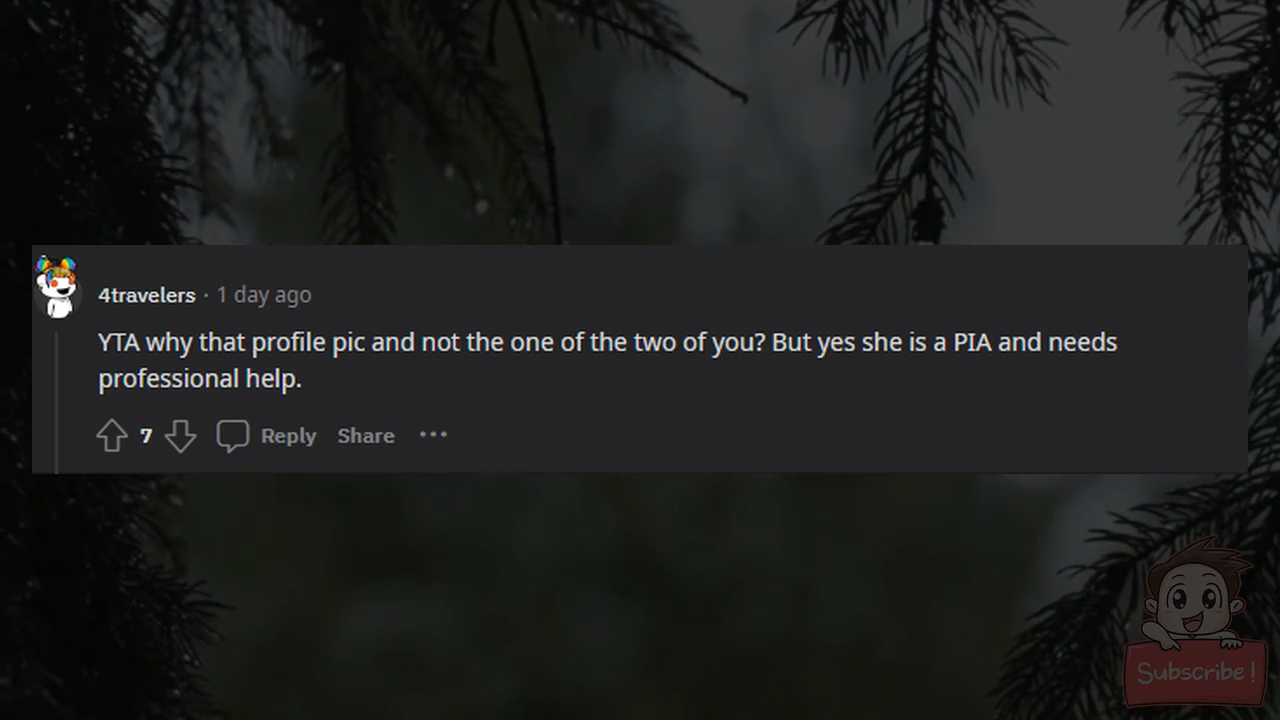 4travelers · 1 day ago
YTA why that profile pic and not the one of the two of you? But yes she is a PIA and needs
professional help.
7 Reply Share ···
Subscribe!